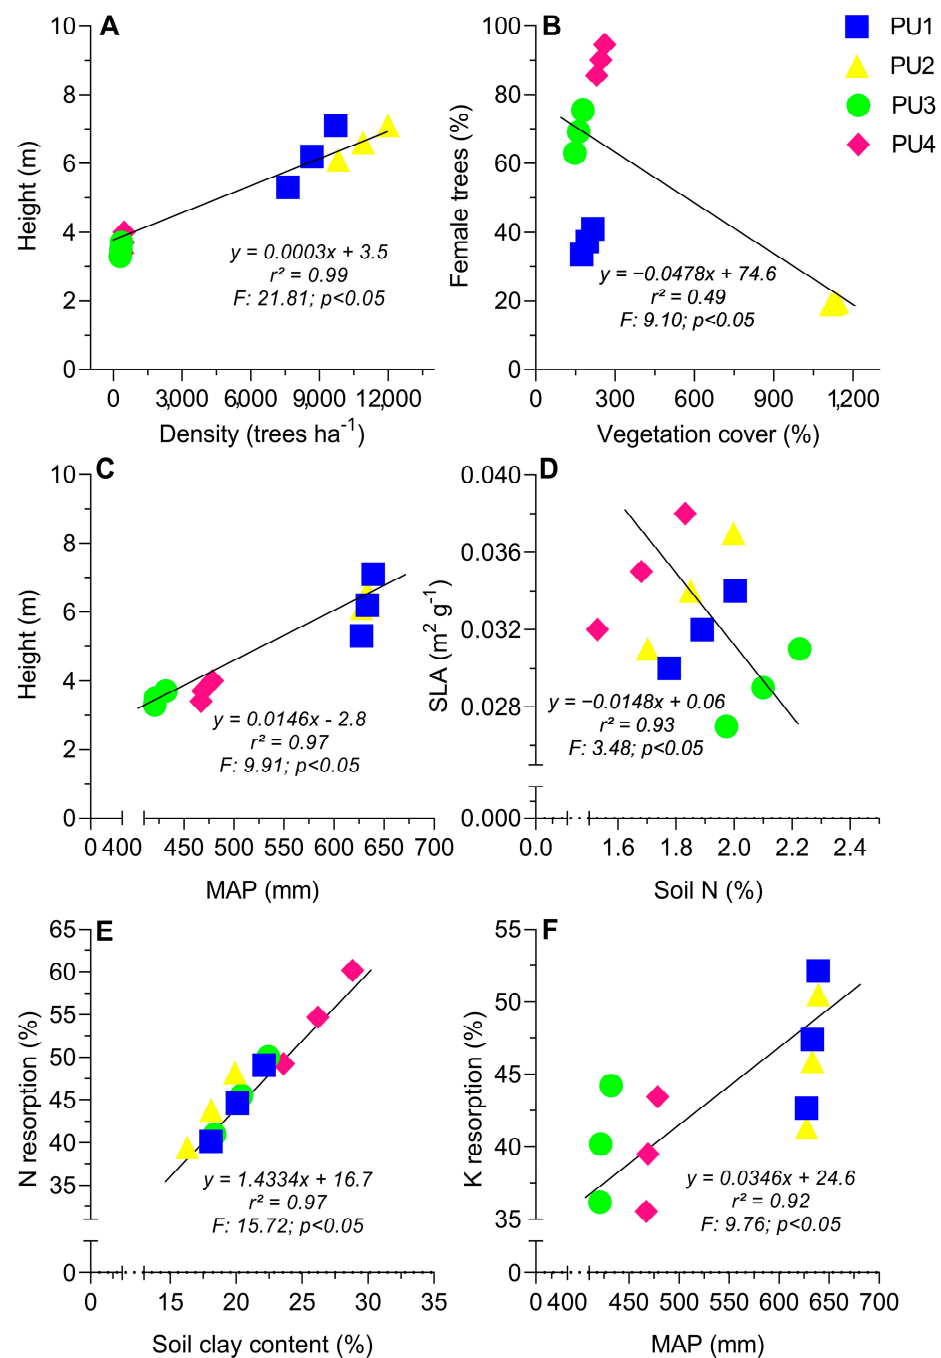 A
10
8
6
4
2
0
Height (m)
y = 0.0003x + 3.5
r² = 0.99
F: 21.81; p<0.05
0 3,000 6,000 9,000 12,000
Density (trees ha-1)
B
100
80
60
40
20
0
Female trees (%)
y = −0.0478x + 74.6
r² = 0.49
F: 9.10; p<0.05
0 300 600 900 1,200
Vegetation cover (%)
PU1
PU2
PU3
PU4
C
10
8
6
4
2
0
Height (m)
y = 0.0146x - 2.8
r² = 0.97
F: 9.91; p<0.05
0 400 450 500 550 600 650 700
MAP (mm)
D
0.040
0.036
0.032
0.028
0.000
SLA (m2 g-1)
y = −0.0148x + 0.06
r² = 0.93
F: 3.48; p<0.05
0.0 1.6 1.8 2.0 2.2 2.4
Soil N (%)
E
65
60
55
50
45
40
35
0
N resorption (%)
y = 1.4334x + 16.7
r² = 0.97
F: 15.72; p<0.05
0 15 20 25 30 35
Soil clay content (%)
F
55
50
45
40
35
0
K resorption (%)
y = 0.0346x + 24.6
r² = 0.92
F: 9.76; p<0.05
0 400 450 500 550 600 650 700
MAP (mm)